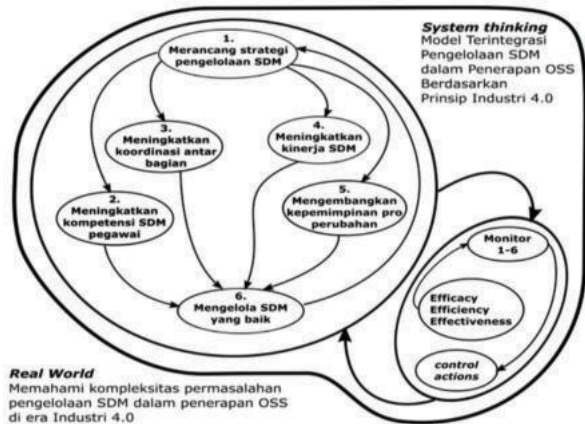 System thinking
Model Terintegrasi
Pengelolaan SDM
dalam Penerapan OSS
Berdasarkan
Prinsip Industri 4.0
1.
Merancang strategi
pengelolaan SDM
3.
Meningkatkan
koordinasi antar
bagian
4.
Meningkatkan
kinerja SDM
2.
Meningkatkan
kompetensi SDM
pegawai
5.
Mengembangkan
kepemimpinan pro
perubahan
6.
Mengelola SDM
yang baik
Monitor
1-6
Efficacy
Efficiency
Effectiveness
control
actions
Real World
Memahami kompleksitas permasalahan
pengelolaan SDM dalam penerapan OSS
di era Industri 4.0